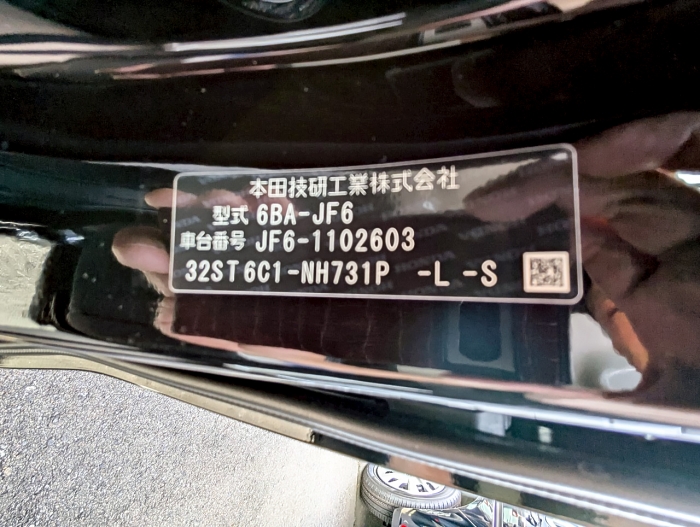 本田技研工業株式会社
型式 6BA-JF6
車台番号 JF6-1102603
32ST6C1-NH731P -L -S